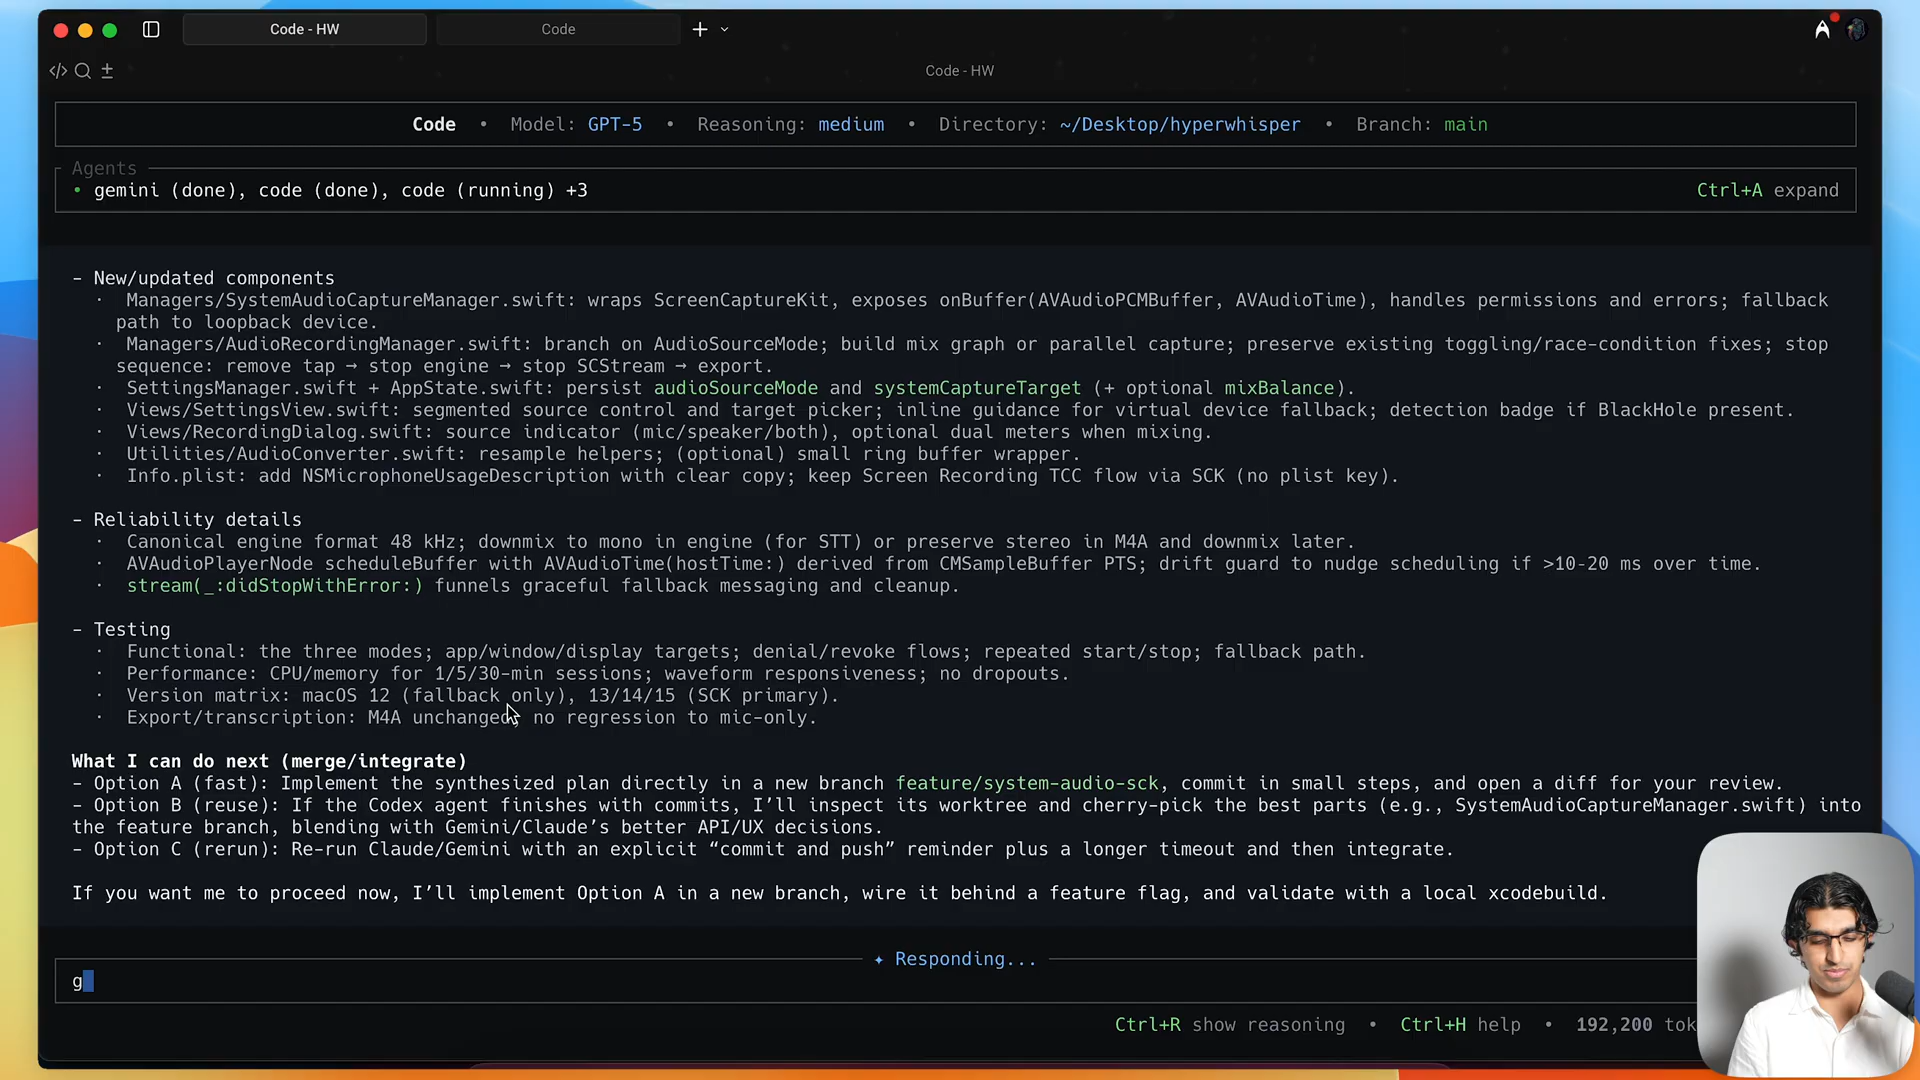 Code - HW
Code
Code - HW
Code • Model: GPT-5 • Reasoning: medium • Directory: ~/Desktop/hyperwhisper • Branch: main
Agents
• gemini (done), code (done), code (running) +3
Ctrl+A expand
- New/updated components
· Managers/SystemAudioCaptureManager.swift: wraps ScreenCaptureKit, exposes onBuffer(AVAudioPCMBuffer, AVAudioTime), handles permissions and errors; fallback
path to loopback device.
· Managers/AudioRecordingManager.swift: branch on AudioSourceMode; build mix graph or parallel capture; preserve existing toggling/race-condition fixes; stop
sequence: remove tap → stop engine → stop SCStream → export.
· SettingsManager.swift + AppState.swift: persist audioSourceMode and systemCaptureTarget (+ optional mixBalance).
· Views/SettingsView.swift: segmented source control and target picker; inline guidance for virtual device fallback; detection badge if BlackHole present.
· Views/RecordingDialog.swift: source indicator (mic/speaker/both), optional dual meters when mixing.
· Utilities/AudioConverter.swift: resample helpers; (optional) small ring buffer wrapper.
· Info.plist: add NSMicrophoneUsageDescription with clear copy; keep Screen Recording TCC flow via SCK (no plist key).
- Reliability details
· Canonical engine format 48 kHz; downmix to mono in engine (for STT) or preserve stereo in M4A and downmix later.
· AVAudioPlayerNode scheduleBuffer with AVAudioTime(hostTime:) derived from CMSampleBuffer PTS; drift guard to nudge scheduling if >10-20 ms over time.
· stream(_:didStopWithError:) funnels graceful fallback messaging and cleanup.
- Testing
· Functional: the three modes; app/window/display targets; denial/revoke flows; repeated start/stop; fallback path.
· Performance: CPU/memory for 1/5/30-min sessions; waveform responsiveness; no dropouts.
· Version matrix: macOS 12 (fallback only), 13/14/15 (SCK primary).
· Export/transcription: M4A unchanged; no regression to mic-only.
What I can do next (merge/integrate)
- Option A (fast): Implement the synthesized plan directly in a new branch feature/system-audio-sck, commit in small steps, and open a diff for your review.
- Option B (reuse): If the Codex agent finishes with commits, I’ll inspect its worktree and cherry-pick the best parts (e.g., SystemAudioCaptureManager.swift) into
the feature branch, blending with Gemini/Claude’s better API/UX decisions.
- Option C (rerun): Re-run Claude/Gemini with an explicit “commit and push” reminder plus a longer timeout and then integrate.
If you want me to proceed now, I’ll implement Option A in a new branch, wire it behind a feature flag, and validate with a local xcodebuild.
✦ Responding...
g
Ctrl+R show reasoning • Ctrl+H help • 192,200 tok